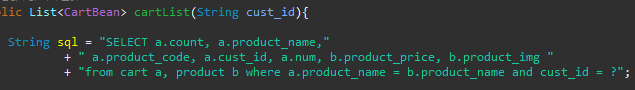 blic List<CartBean> cartList(String cust_id){
String sql = "SELECT a.count, a.product_name,"
+ " a.product_code, a.cust_id, a.num, b.product_price, b.product_img "
+ "from cart a, product b where a.product_name = b.product_name and cust_id = ?";